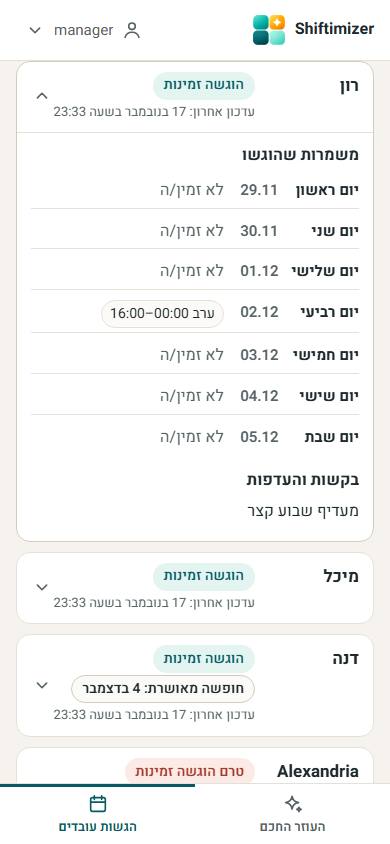 Shiftimizer
manager
רון
הוגשה זמינות
עדכון אחרון: 17 בנובמבר בשעה 23:33
משמרות שהוגשו
יום ראשון 29.11 לא זמין/ה
יום שני 30.11 לא זמין/ה
יום שלישי 01.12 לא זמין/ה
יום רביעי 02.12 ערב 16:00–00:00
יום חמישי 03.12 לא זמין/ה
יום שישי 04.12 לא זמין/ה
יום שבת 05.12 לא זמין/ה
בקשות והעדפות
מעדיף שבוע קצר
מיכל
הוגשה זמינות
עדכון אחרון: 17 בנובמבר בשעה 23:33
דנה
הוגשה זמינות
חופשה מאושרת: 4 בדצמבר
עדכון אחרון: 17 בנובמבר בשעה 23:33
Alexandria
טרם הוגשה זמינות
העוזר החכם
הגשות עובדים